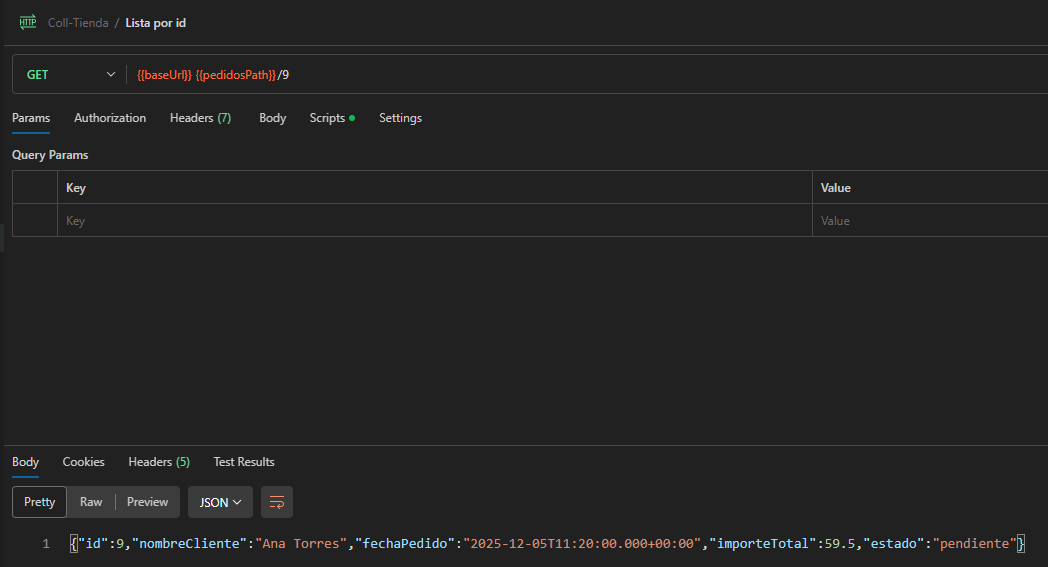 HTTP Coll-Tienda / Lista por id
GET {{baseUrl}} {{pedidosPath}}/9
Params Authorization Headers (7) Body Scripts Settings
Query Params
Key Value
Key Value
Body Cookies Headers (5) Test Results
Pretty Raw Preview JSON
1 {"id":9,"nombreCliente":"Ana Torres","fechaPedido":"2025-12-05T11:20:00.000+00:00","importeTotal":59.5,"estado":"pendiente"}